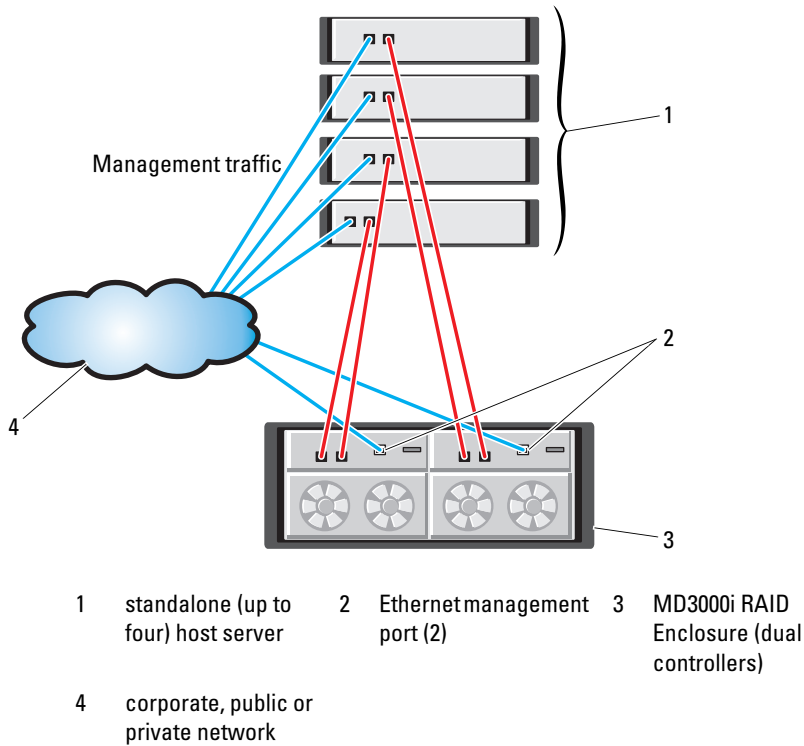 1
Management traffic
2
4
3
1 standalone (up to four) host server
2 Ethernet management port (2)
3 MD3000i RAID Enclosure (dual controllers)
4 corporate, public or private network